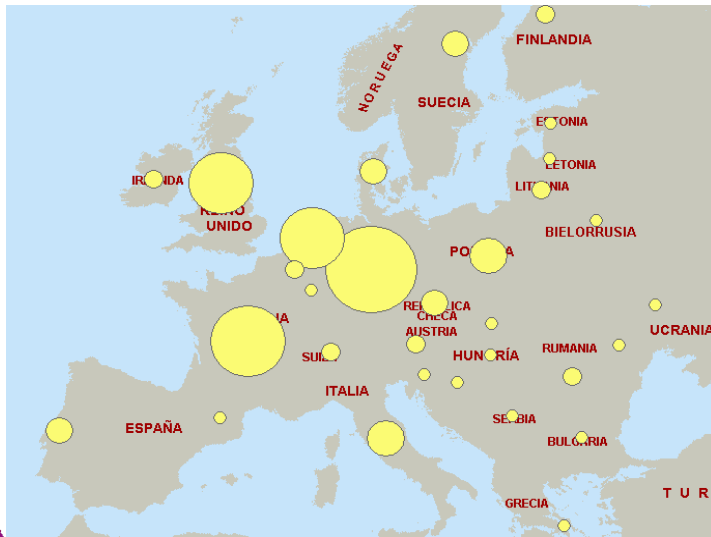 FINLANDIA
NORUEGA
SUECIA
ESTONIA
LETONIA
IRLANDA
LITUANIA
REINO
UNIDO
BIELORRUSIA
REPÚBLICA
CHECA
UCRANIA
AUSTRIA
RUMANIA
HUNGRÍA
SUIZA
ITALIA
ESPAÑA
SERBIA
BULGARIA
TUR
GRECIA